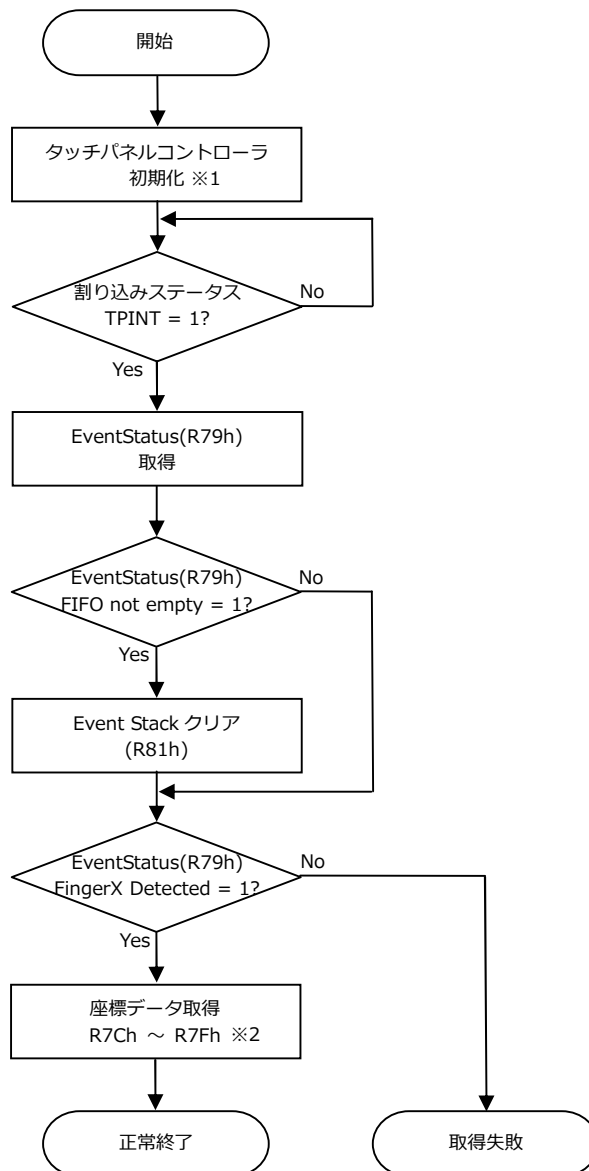 開始
タッチパネルコントローラ
初期化 ※1
割り込みステータス
TPINT = 1?
No
Yes
EventStatus(R79h)
取得
EventStatus(R79h)
FIFO not empty = 1?
No
Yes
Event Stack クリア
(R81h)
EventStatus(R79h)
FingerX Detected = 1?
No
Yes
座標データ取得
R7Ch ～ R7Fh ※2
正常終了
取得失敗